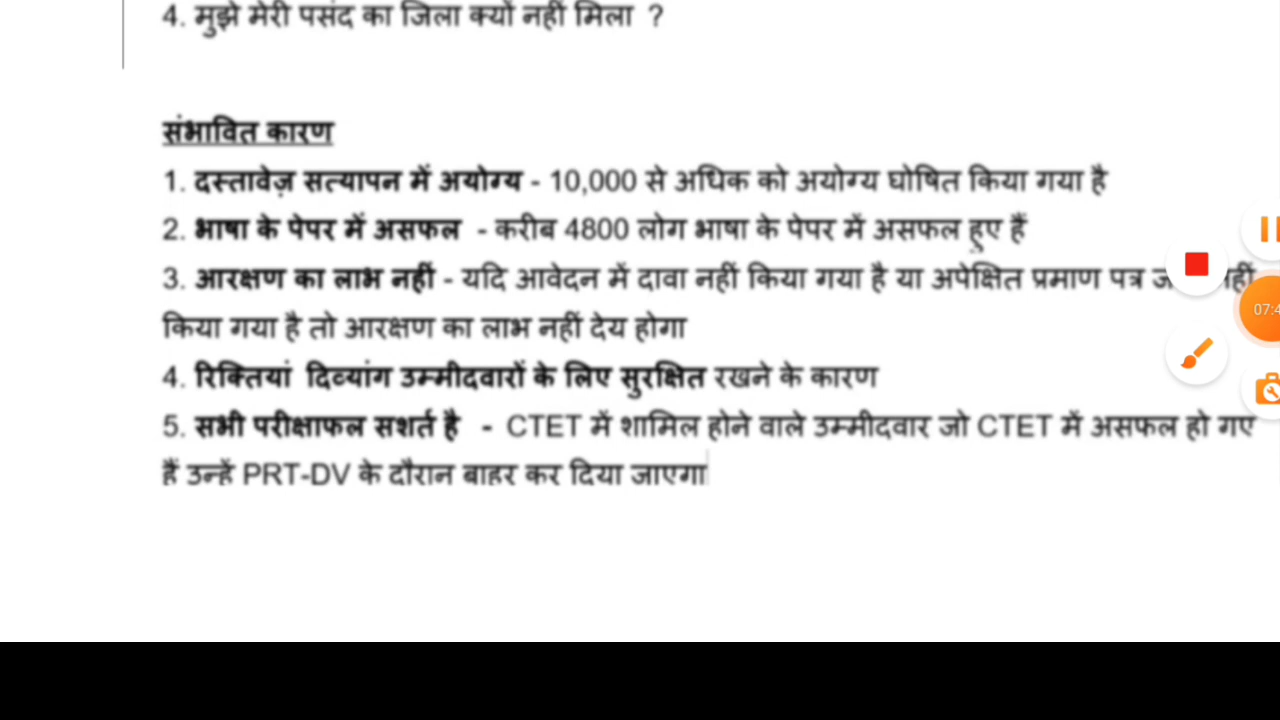 4. मुझे मेरी पसंद का जिला क्यों नहीं मिला ?
संभावित कारण
1. दस्तावेज़ सत्यापन में अयोग्य - 10,000 से अधिक को अयोग्य घोषित किया गया है
2. भाषा के पेपर में असफल - करीब 4800 लोग भाषा के पेपर में असफल हुए हैं
3. आरक्षण का लाभ नहीं - यदि आवेदन में दावा नहीं किया गया है या अपेक्षित प्रमाण पत्र
किया गया है तो आरक्षण का लाभ नहीं देय होगा
4. रिक्तियां दिव्यांग उम्मीदवारों के लिए सुरक्षित रखने के कारण
5. सभी परीक्षाफल सशर्त है - CTET में शामिल होने वाले उम्मीदवार जो CTET में असफल हो गए
हैं उन्हें PRT-DV के दौरान बाहर कर दिया जाएगा